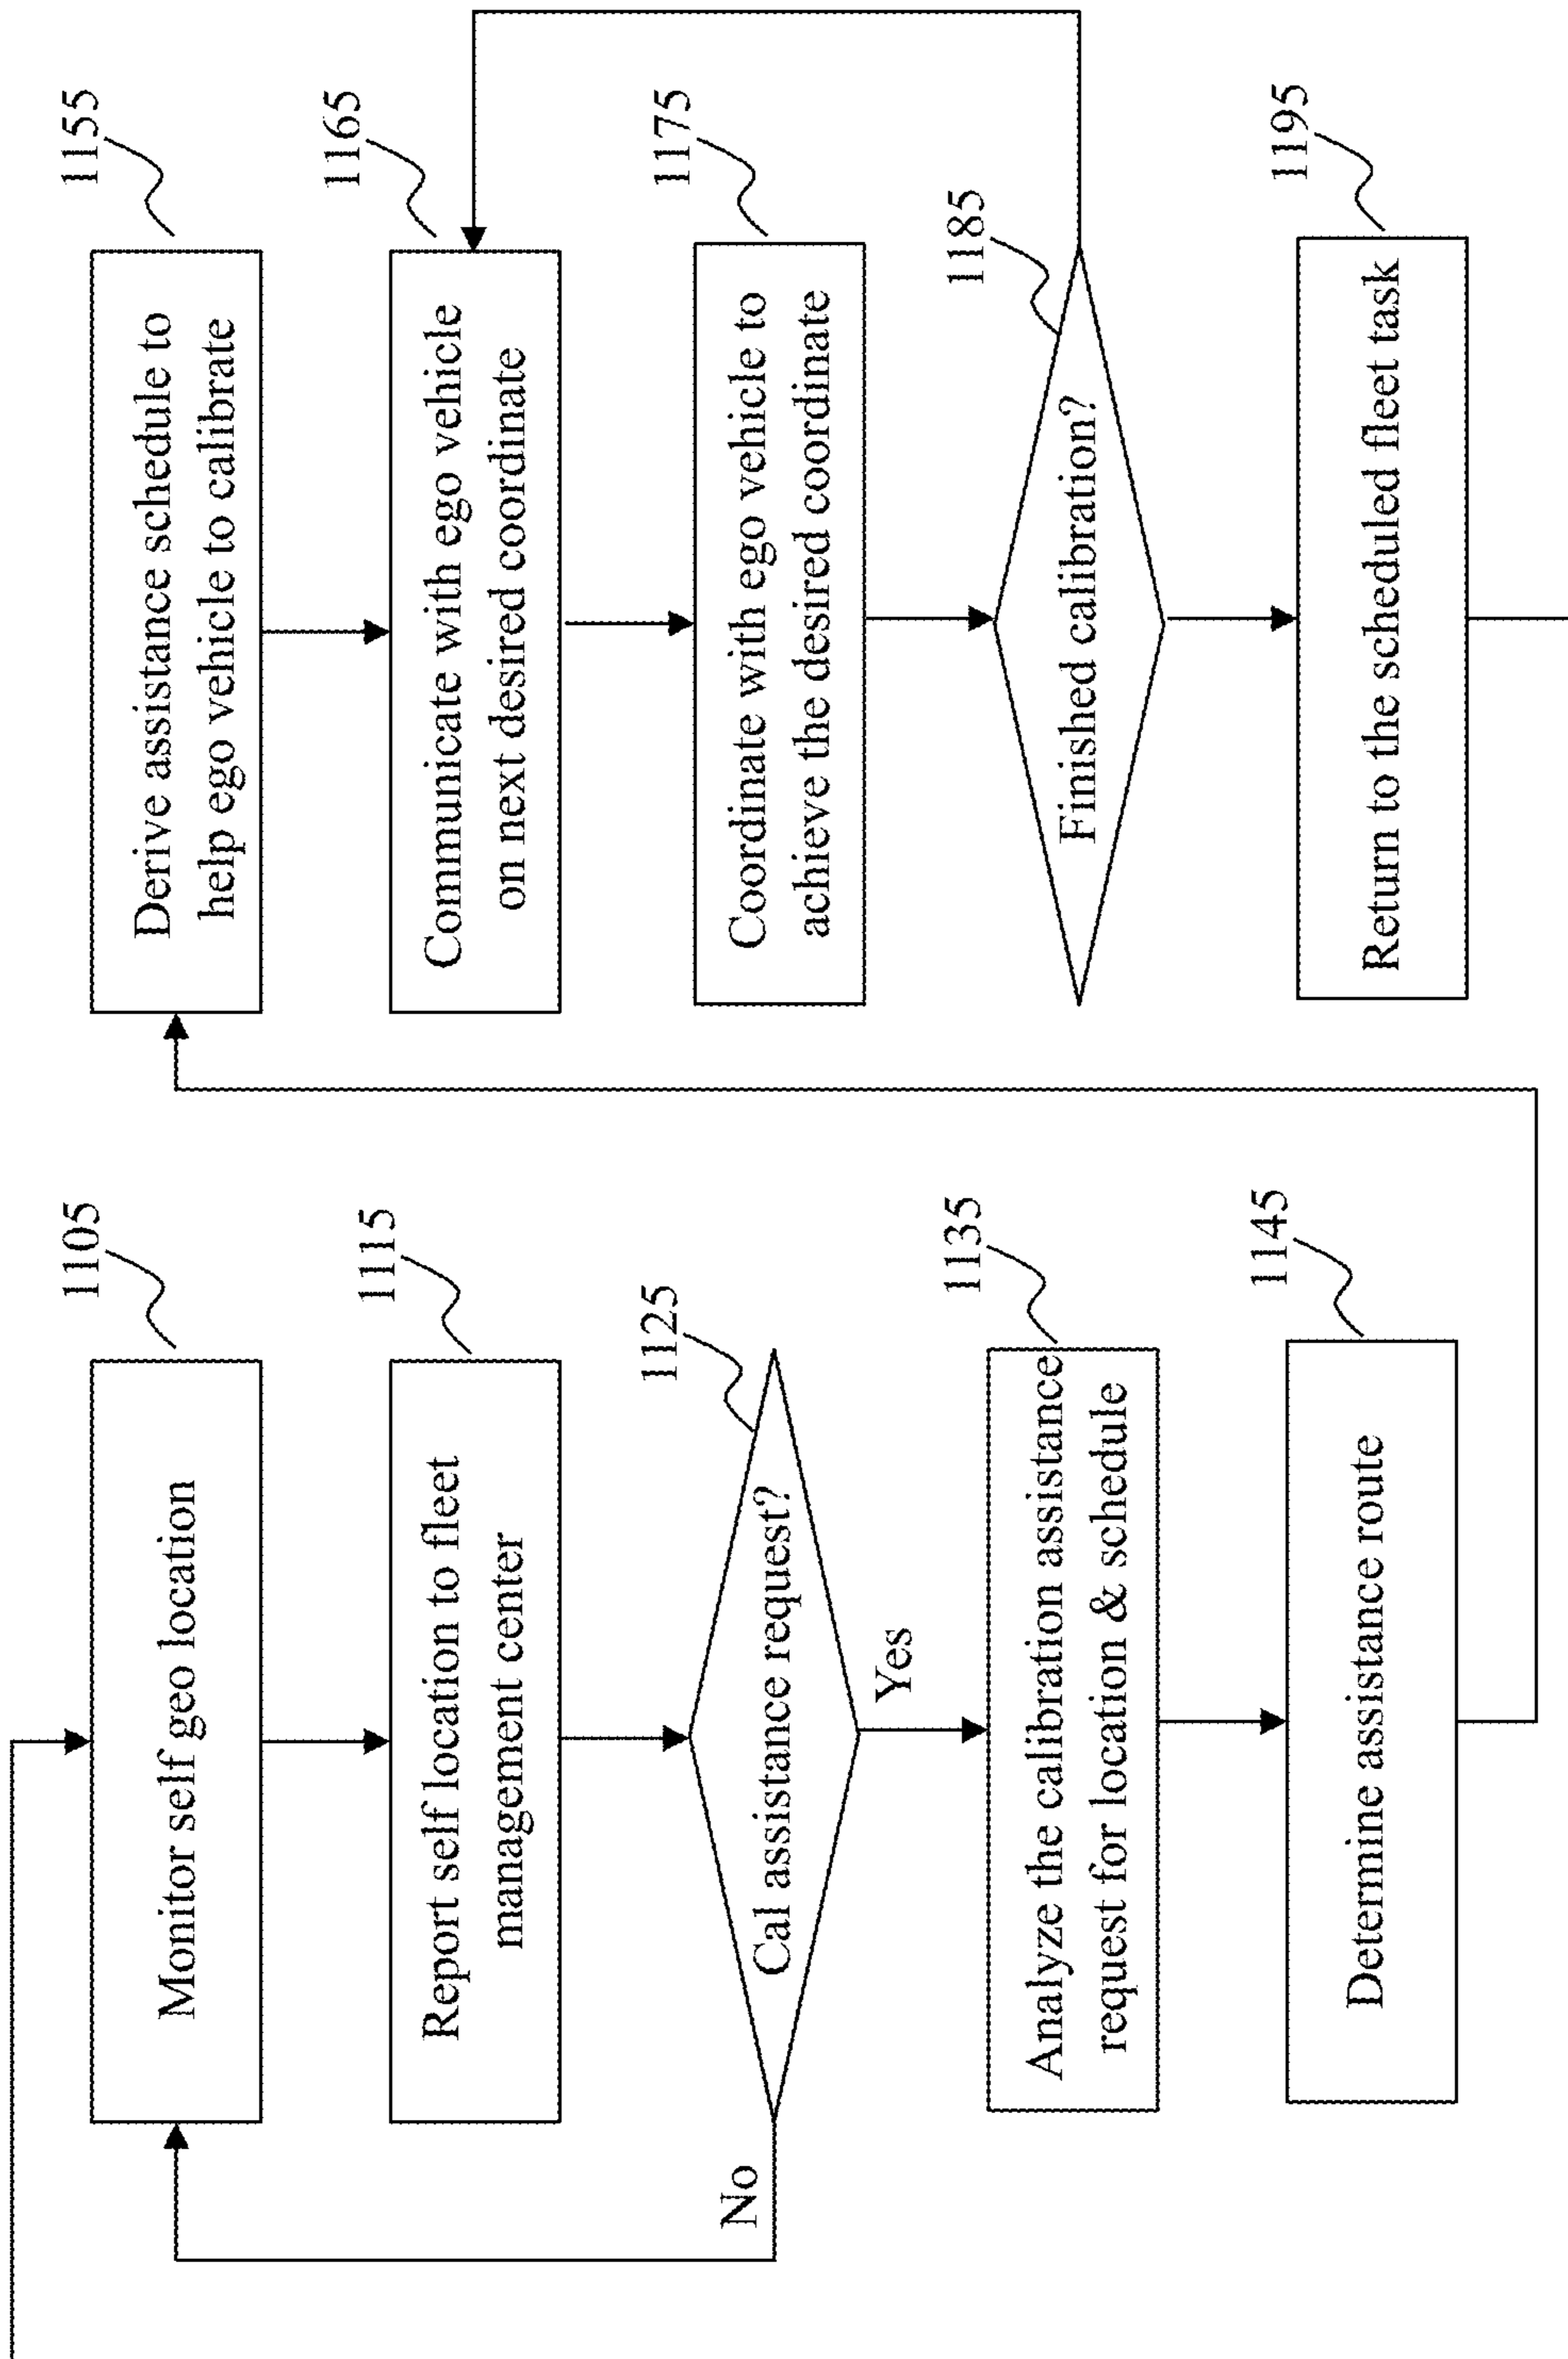 1105
Monitor self geo location
1115
Report self location to fleet
management center
1125
Cal assistance request?
No
Yes
1135
Analyze the calibration assistance
request for location & schedule
1145
Determine assistance route
1155
Derive assistance schedule to
help ego vehicle to calibrate
1165
Communicate with ego vehicle
on next desired coordinate
1175
Coordinate with ego vehicle to
achieve the desired coordinate
1185
Finished calibration?
1195
Return to the scheduled fleet task